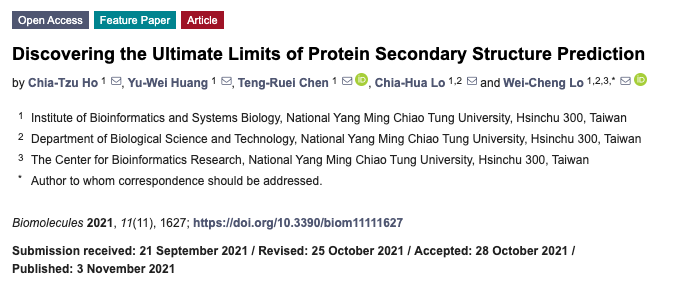 Open Access Feature Paper Article
Discovering the Ultimate Limits of Protein Secondary Structure Prediction
by Chia-Tzu Ho 1, Yu-Wei Huang 1, Teng-Ruei Chen 1 iD, Chia-Hua Lo 1,2 and Wei-Cheng Lo 1,2,3,* iD
1 Institute of Bioinformatics and Systems Biology, National Yang Ming Chiao Tung University, Hsinchu 300, Taiwan
2 Department of Biological Science and Technology, National Yang Ming Chiao Tung University, Hsinchu 300, Taiwan
3 The Center for Bioinformatics Research, National Yang Ming Chiao Tung University, Hsinchu 300, Taiwan
* Author to whom correspondence should be addressed.
Biomolecules 2021, 11(11), 1627; https://doi.org/10.3390/biom11111627
Submission received: 21 September 2021 / Revised: 25 October 2021 / Accepted: 28 October 2021 /
Published: 3 November 2021